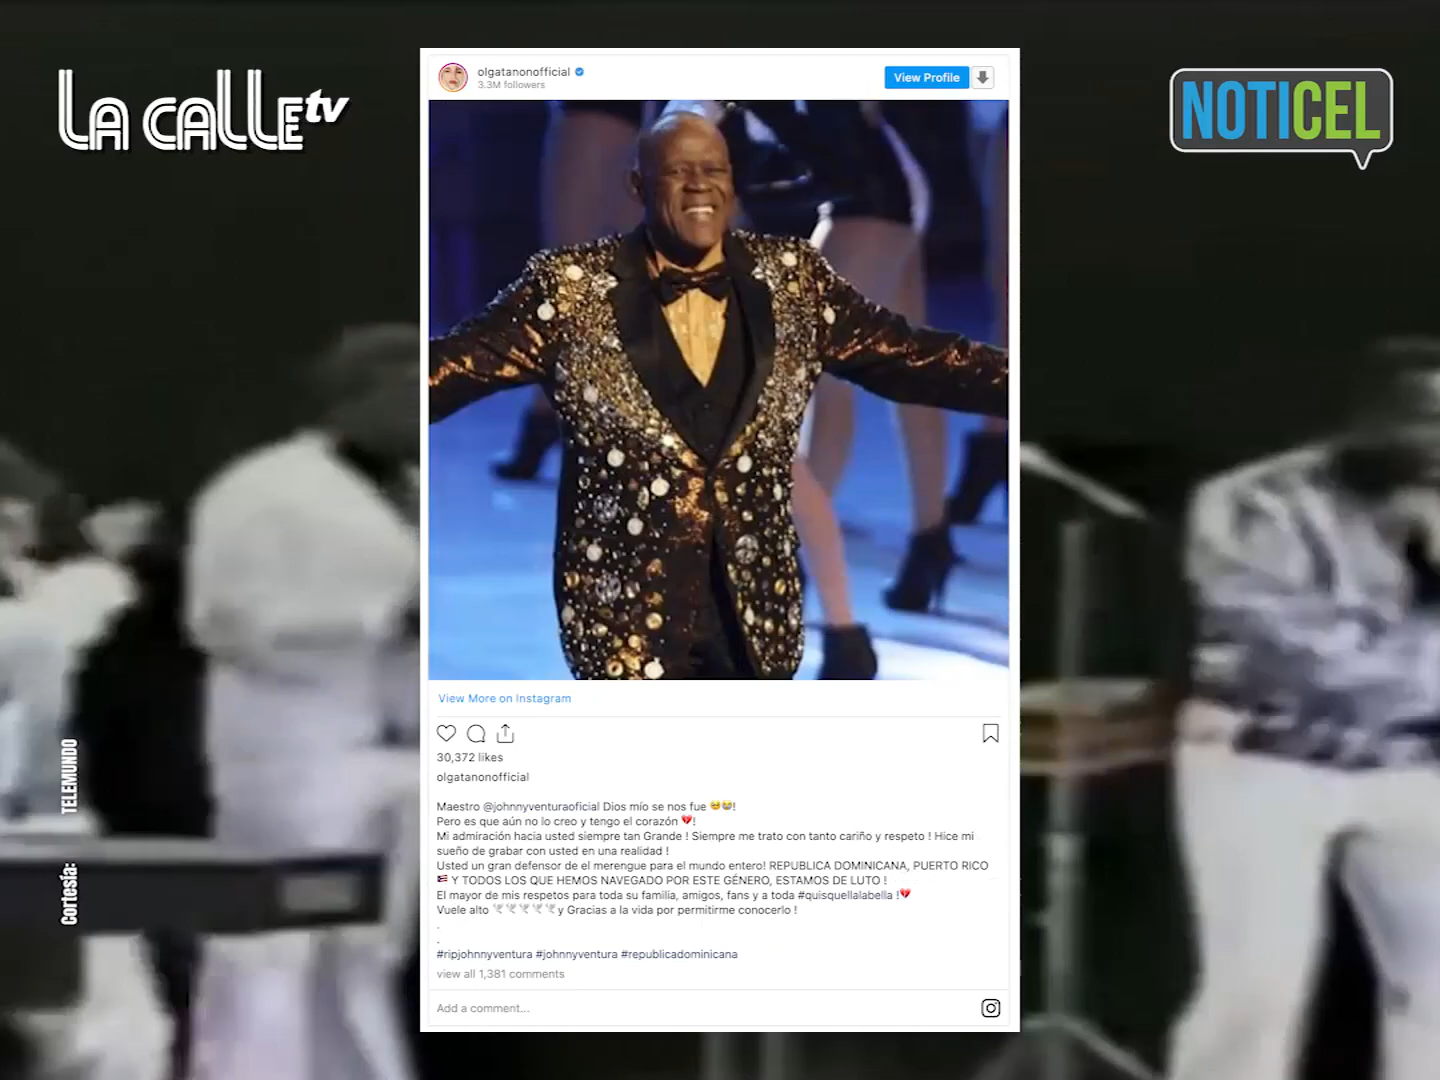 LA CALLE tv
NOTICEL
olgatanonofficial
3.3M followers
View Profile
View More on Instagram
30,372 likes
olgatanonofficial
Maestro @johnnyventuraoficial Dios mío se nos fue 🥺😭!
Pero es que aún no lo creo y tengo el corazón 💔!
Mi admiración hacia usted siempre tan Grande ! Siempre me trato con tanto cariño y respeto ! Hice mi
sueño de grabar con usted en una realidad !
Usted un gran defensor de el merengue para el mundo entero! REPUBLICA DOMINICANA, PUERTO RICO
🇵🇷 Y TODOS LOS QUE HEMOS NAVEGADO POR ESTE GÉNERO, ESTAMOS DE LUTO !
El mayor de mis respetos para toda su familia, amigos, fans y a toda #quisquellalabella !💔
Vuele alto 🕊🕊🕊🕊🕊y Gracias a la vida por permitirme conocerlo !
.
.
#ripjohnnyventura #johnnyventura #republicadominicana
view all 1,381 comments
Add a comment...
Cortesía: TELEMUNDO